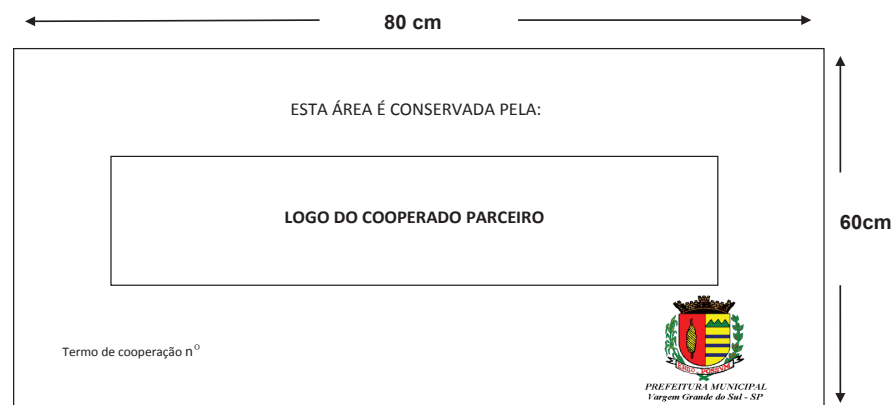 80 cm
ESTA ÁREA É CONSERVADA PELA:
LOGO DO COOPERADO PARCEIRO
60cm
Termo de cooperação nº
PREFEITURA MUNICIPAL
Vargem Grande do Sul - SP